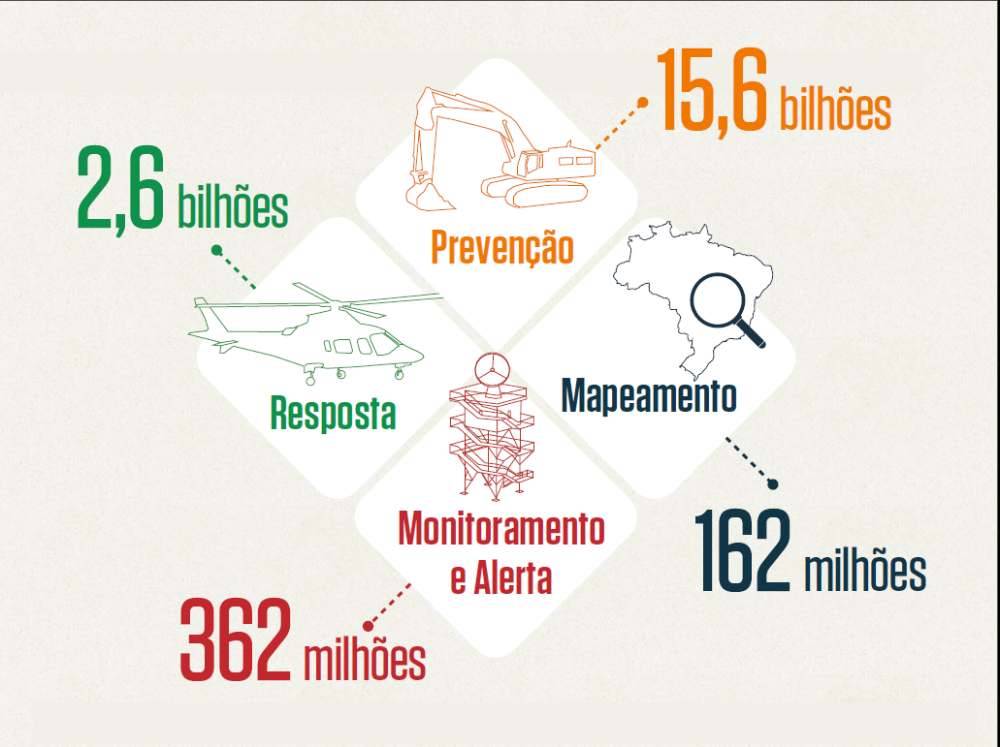 15,6 bilhões
2,6 bilhões
Prevenção
Mapeamento
Resposta
Monitoramento
e Alerta
162 milhões
362 milhões